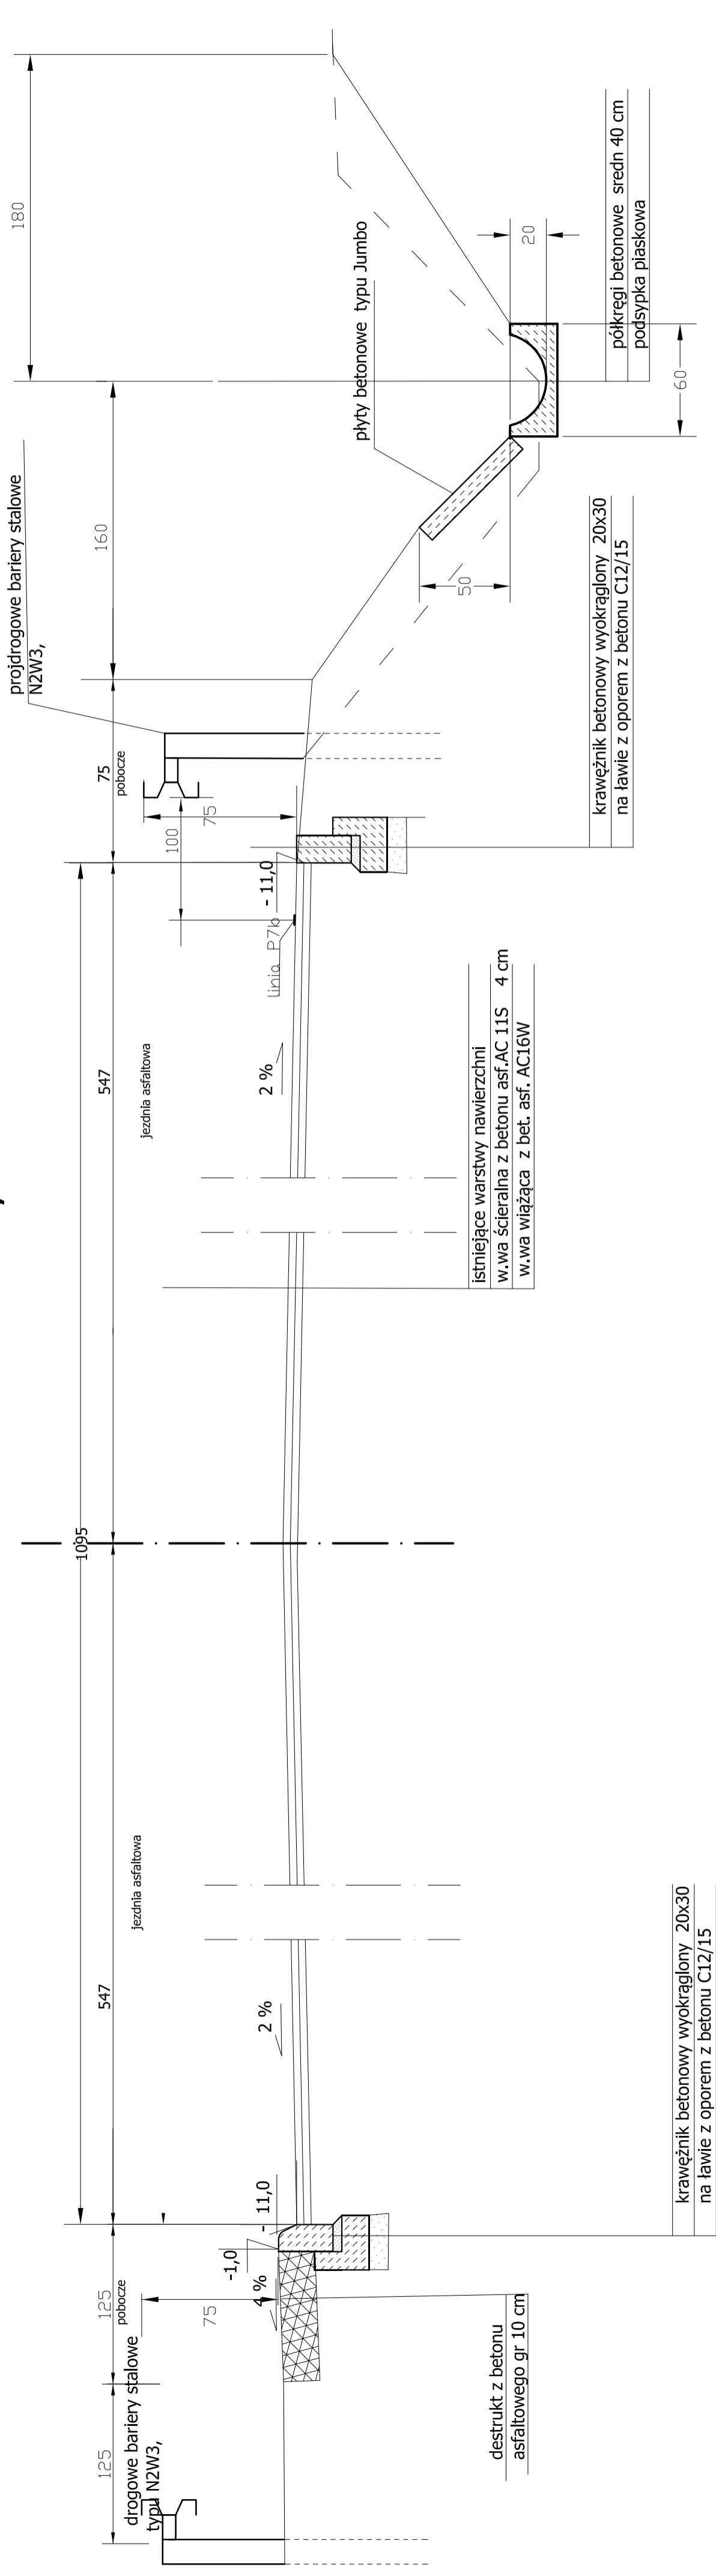 180
160
projdrogowe bariery stalowe
N2W3,
75
pobocze
75
100
- 11,0
linia P7b
2 %
547
jezdnia asfaltowa
płyty betonowe typu Jumbo
50
20
60
półkręgi betonowe sredn 40 cm
podsypka piaskowa
krawężnik betonowy wyokrąglony 20x30
na ławie z oporem z betonu C12/15
istniejące warstwy nawierzchni
w.wa ścieralna z betonu asf.AC 11S 4 cm
w.wa wiążąca z bet. asf. AC16W
1095
jezdnia asfaltowa
547
2 %
- 11,0
-1,0
4 %
125
pobocze
75
125
drogowe bariery stalowe
typu N2W3,
destrukt z betonu
asfaltowego gr 10 cm
krawężnik betonowy wyokrąglony 20x30
na ławie z oporem z betonu C12/15